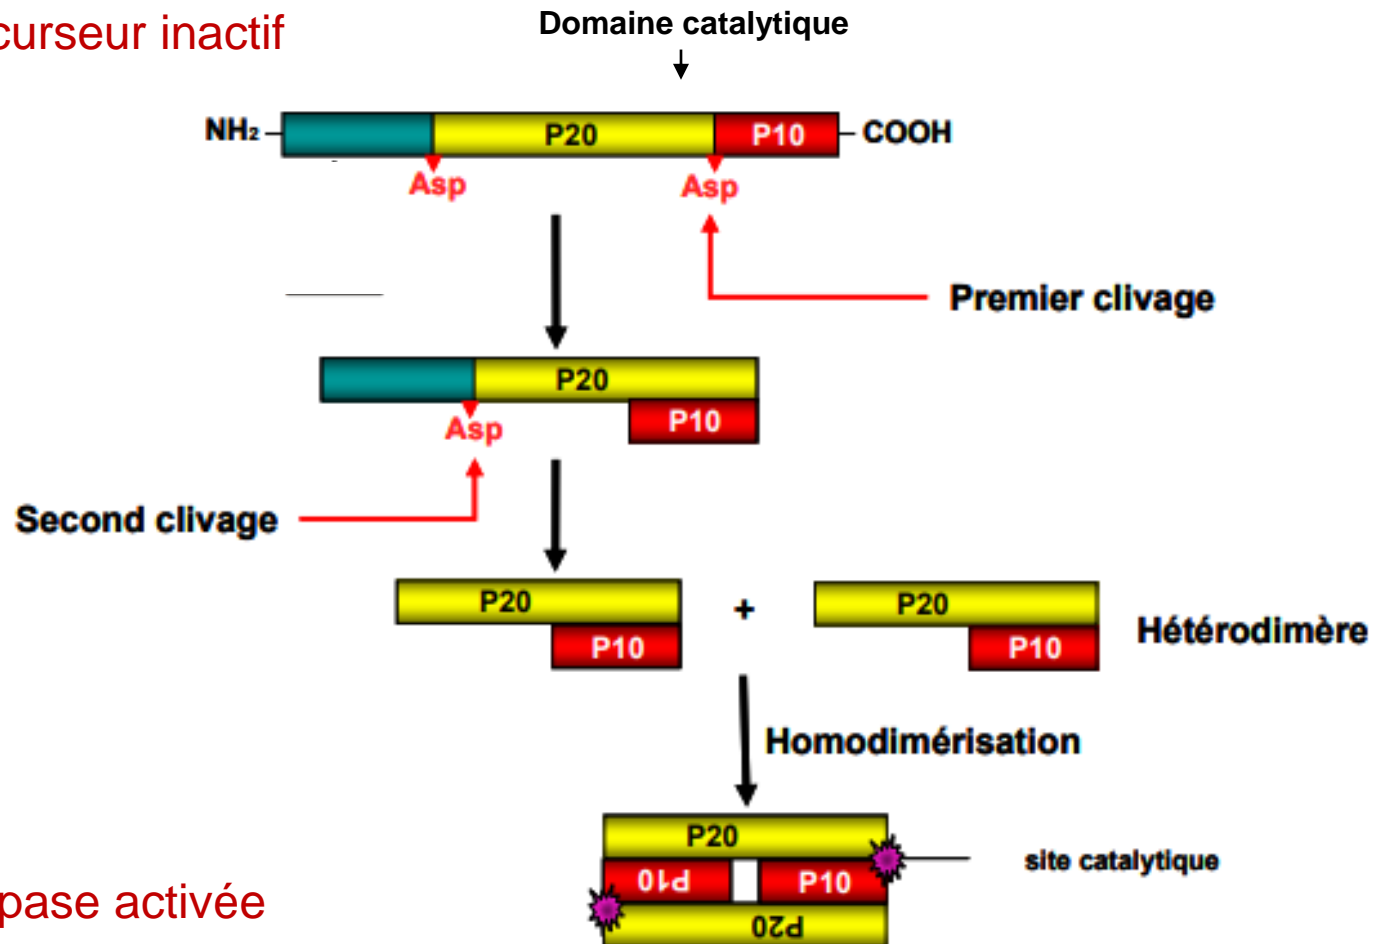 curseur inactif
Domaine catalytique
NH₂
P20
P10
COOH
Asp
Asp
Premier clivage
P20
P10
Asp
Second clivage
P20
P10
+
P20
P10
Hétérodimère
Homodimérisation
P20
P10
P10
site catalytique
P20
pase activée